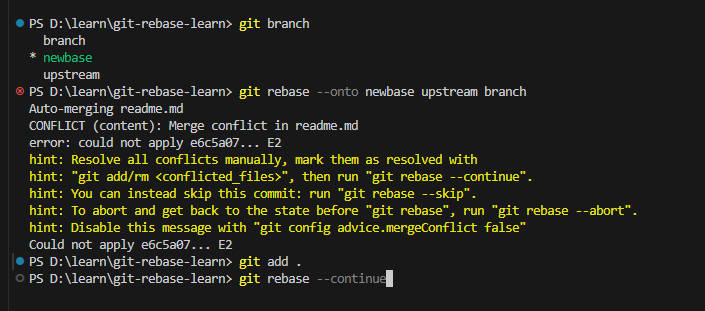 PS D:\learn\git-rebase-learn> git branch
branch
* newbase
upstream
PS D:\learn\git-rebase-learn> git rebase --onto newbase upstream branch
Auto-merging readme.md
CONFLICT (content): Merge conflict in readme.md
error: could not apply e6c5a07... E2
hint: Resolve all conflicts manually, mark them as resolved with
hint: "git add/rm <conflicted_files>", then run "git rebase --continue".
hint: You can instead skip this commit: run "git rebase --skip".
hint: To abort and get back to the state before "git rebase", run "git rebase --abort".
hint: Disable this message with "git config advice.mergeConflict false"
Could not apply e6c5a07... E2
PS D:\learn\git-rebase-learn> git add .
PS D:\learn\git-rebase-learn> git rebase --continue